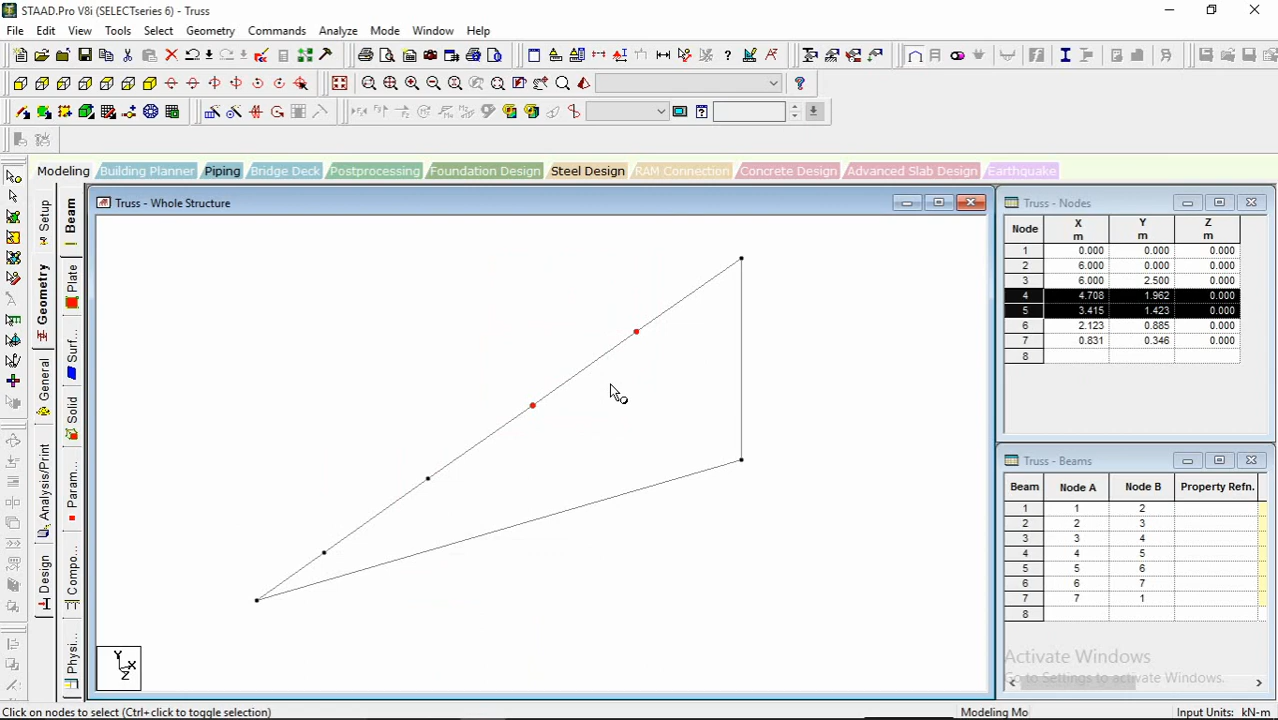 STAAD.Pro V8i (SELECTseries 6) - Truss
File Edit View Tools Select Geometry Commands Analyze Mode Window Help
Modeling Building Planner Piping Bridge Deck Postprocessing Foundation Design Steel Design RAM Connection Concrete Design Advanced Slab Design Earthquake
Setup
Geometry
General
Analysis/Print
Design
Beam
Plate
Surf...
Solid
Param...
Compo...
Physi...
Truss - Whole Structure
Y
X
Z
Truss - Nodes
Node X m Y m Z m
1 0.000 0.000 0.000
2 6.000 0.000 0.000
3 6.000 2.500 0.000
4 4.708 1.962 0.000
5 3.415 1.423 0.000
6 2.123 0.885 0.000
7 0.831 0.346 0.000
8
Truss - Beams
Beam Node A Node B Property Refn.
1 1 2
2 2 3
3 3 4
4 4 5
5 5 6
6 6 7
7 7 1
8
Activate Windows
Go to Settings to activate Windows.
Click on nodes to select (Ctrl+click to toggle selection) Modeling Mo Input Units: kN-m